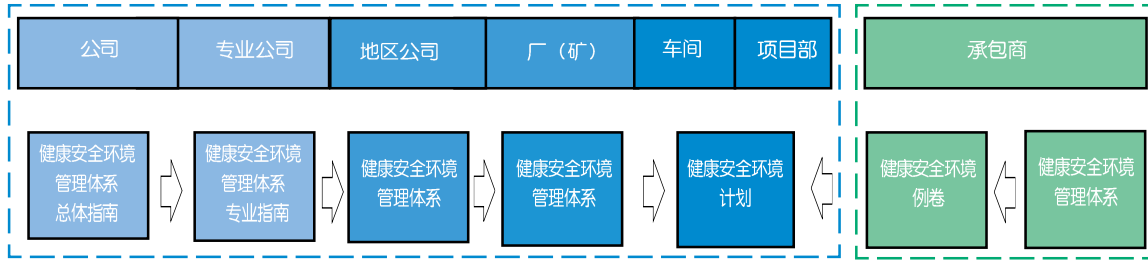 公司
专业公司
地区公司
厂（矿）
车间
项目部
承包商
健康安全环境
管理体系
总体指南
健康安全环境
管理体系
专业指南
健康安全环境
管理体系
健康安全环境
管理体系
健康安全环境
计划
健康安全环境
例卷
健康安全环境
管理体系